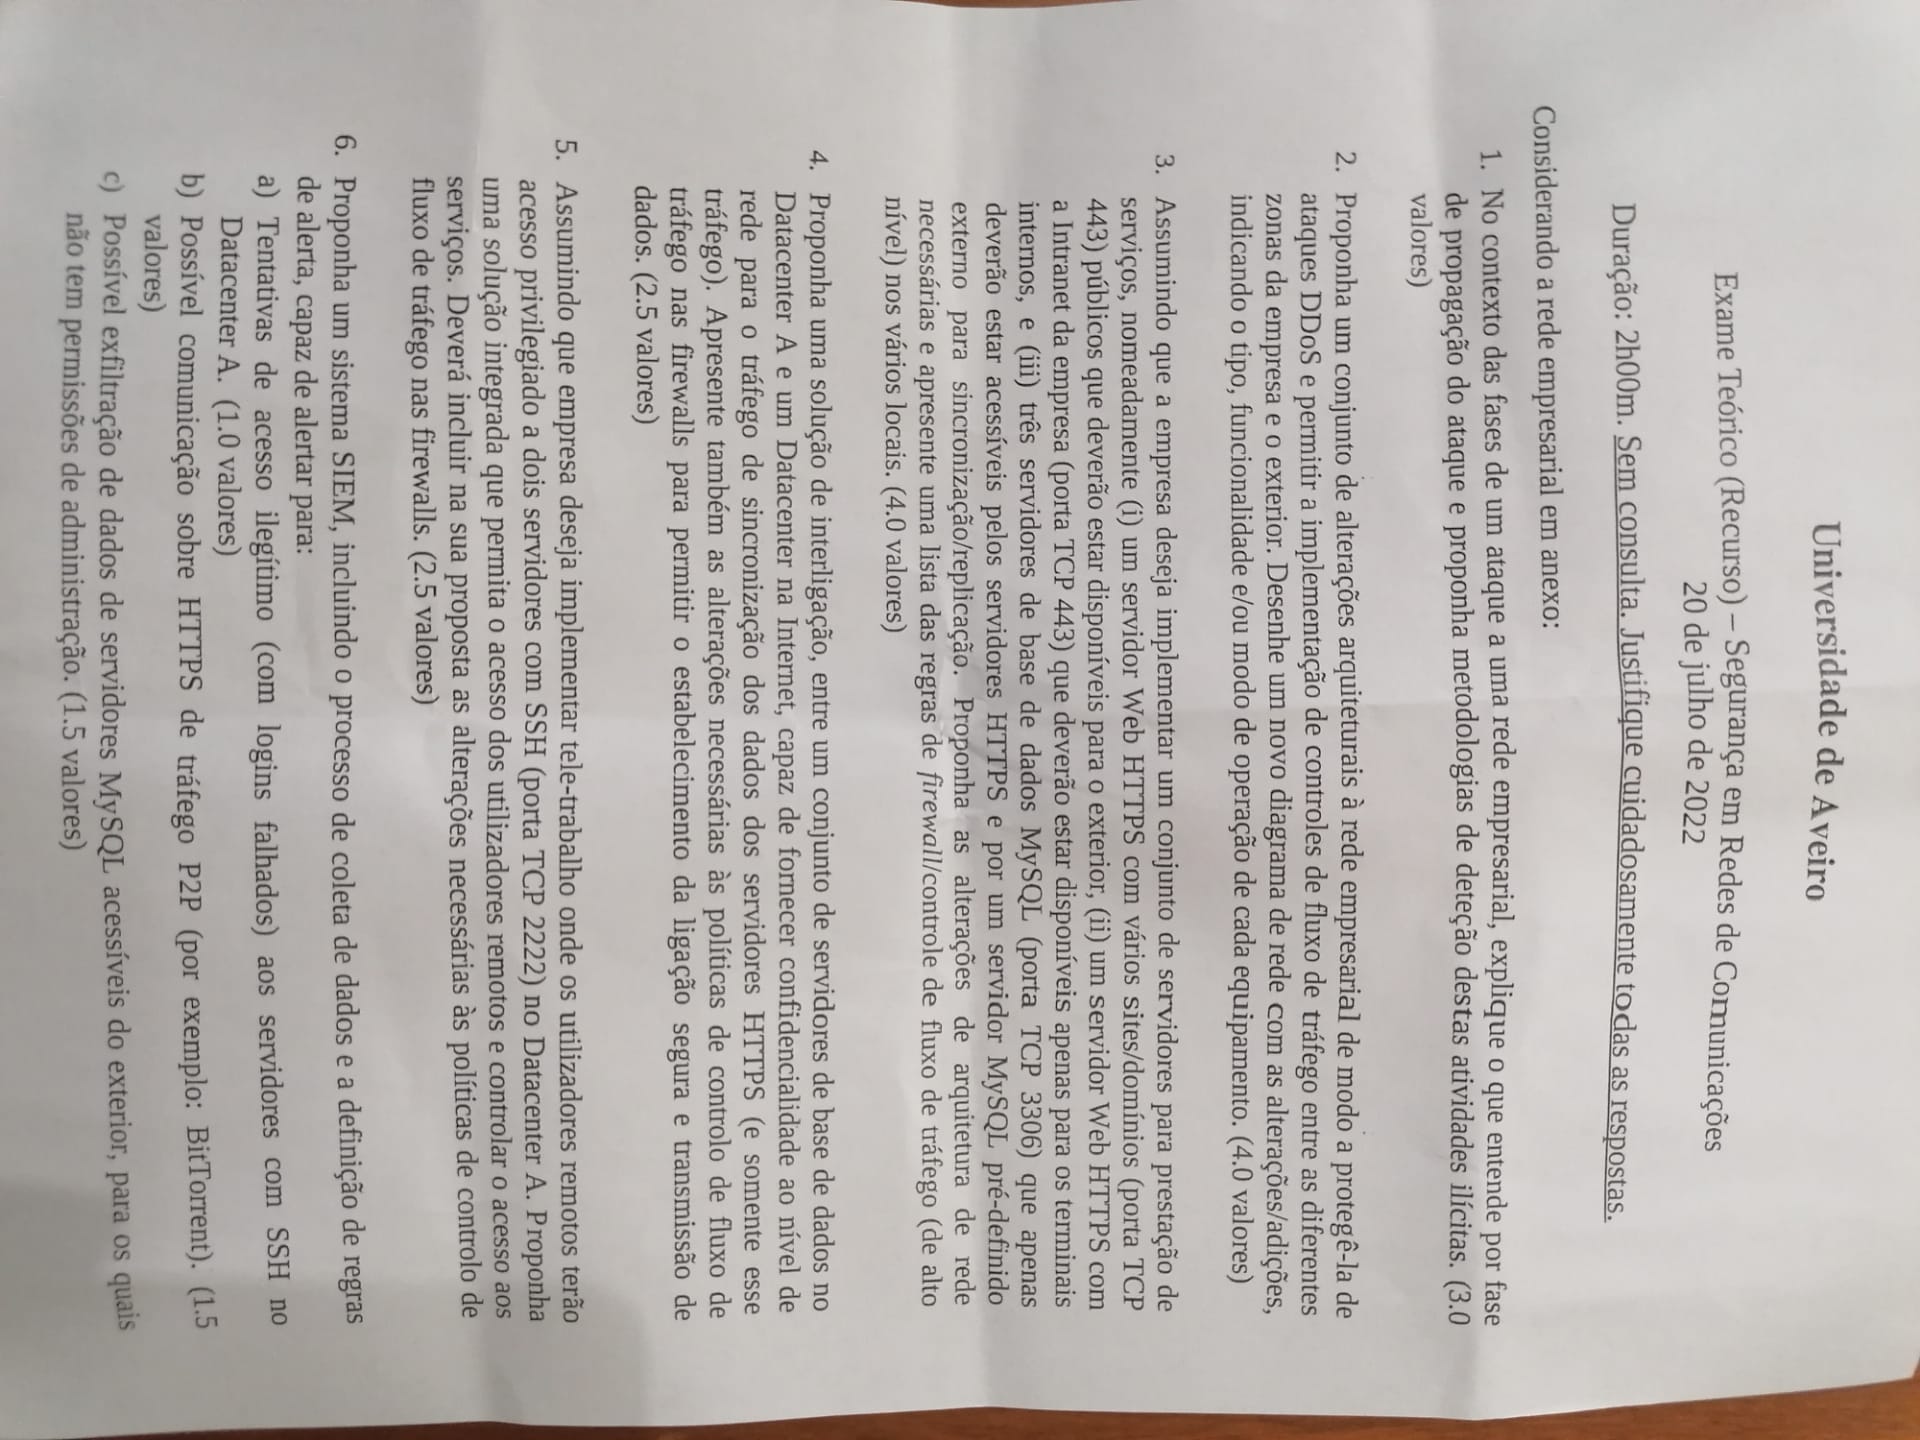 Universidade de Aveiro
Exame Teórico (Recurso) – Segurança em Redes de Comunicações
20 de julho de 2022
Duração: 2h00m. Sem consulta. Justifique cuidadosamente todas as respostas.
Considerando a rede empresarial em anexo:
1. No contexto das fases de um ataque a uma rede empresarial, explique o que entende por fase
de propagação do ataque e proponha metodologias de deteção destas atividades ilícitas. (3.0
valores)
2. Proponha um conjunto de alterações arquiteturais à rede empresarial de modo a protegê-la de
ataques DDoS e permitir a implementação de controles de fluxo de tráfego entre as diferentes
zonas da empresa e o exterior. Desenhe um novo diagrama de rede com as alterações/adições,
indicando o tipo, funcionalidade e/ou modo de operação de cada equipamento. (4.0 valores)
3. Assumindo que a empresa deseja implementar um conjunto de servidores para prestação de
serviços, nomeadamente (i) um servidor Web HTTPS com vários sites/domínios (porta TCP
443) públicos que deverão estar disponíveis para o exterior, (ii) um servidor Web HTTPS com
a Intranet da empresa (porta TCP 443) que deverão estar disponíveis apenas para os terminais
internos, e (iii) três servidores de base de dados MySQL (porta TCP 3306) que apenas
deverão estar acessíveis pelos servidores HTTPS e por um servidor MySQL pré-definido
externo para sincronização/replicação. Proponha as alterações de arquitetura de rede
necessárias e apresente uma lista das regras de firewall/controle de fluxo de tráfego (de alto
nível) nos vários locais. (4.0 valores)
4. Proponha uma solução de interligação, entre um conjunto de servidores de base de dados no
Datacenter A e um Datacenter na Internet, capaz de fornecer confidencialidade ao nível de
rede para o tráfego de sincronização dos dados dos servidores HTTPS (e somente esse
tráfego). Apresente também as alterações necessárias às políticas de controlo de fluxo de
tráfego nas firewalls para permitir o estabelecimento da ligação segura e transmissão de
dados. (2.5 valores)
5. Assumindo que empresa deseja implementar tele-trabalho onde os utilizadores remotos terão
acesso privilegiado a dois servidores com SSH (porta TCP 2222) no Datacenter A. Proponha
uma solução integrada que permita o acesso dos utilizadores remotos e controlar o acesso aos
serviços. Deverá incluir na sua proposta as alterações necessárias às políticas de controlo de
fluxo de tráfego nas firewalls. (2.5 valores)
6. Proponha um sistema SIEM, incluindo o processo de coleta de dados e a definição de regras
de alerta, capaz de alertar para:
a) Tentativas de acesso ilegítimo (com logins falhados) aos servidores com SSH no
Datacenter A. (1.0 valores)
b) Possível comunicação sobre HTTPS de tráfego P2P (por exemplo: BitTorrent). (1.5
valores)
c) Possível exfiltração de dados de servidores MySQL acessíveis do exterior, para os quais
não tem permissões de administração. (1.5 valores)